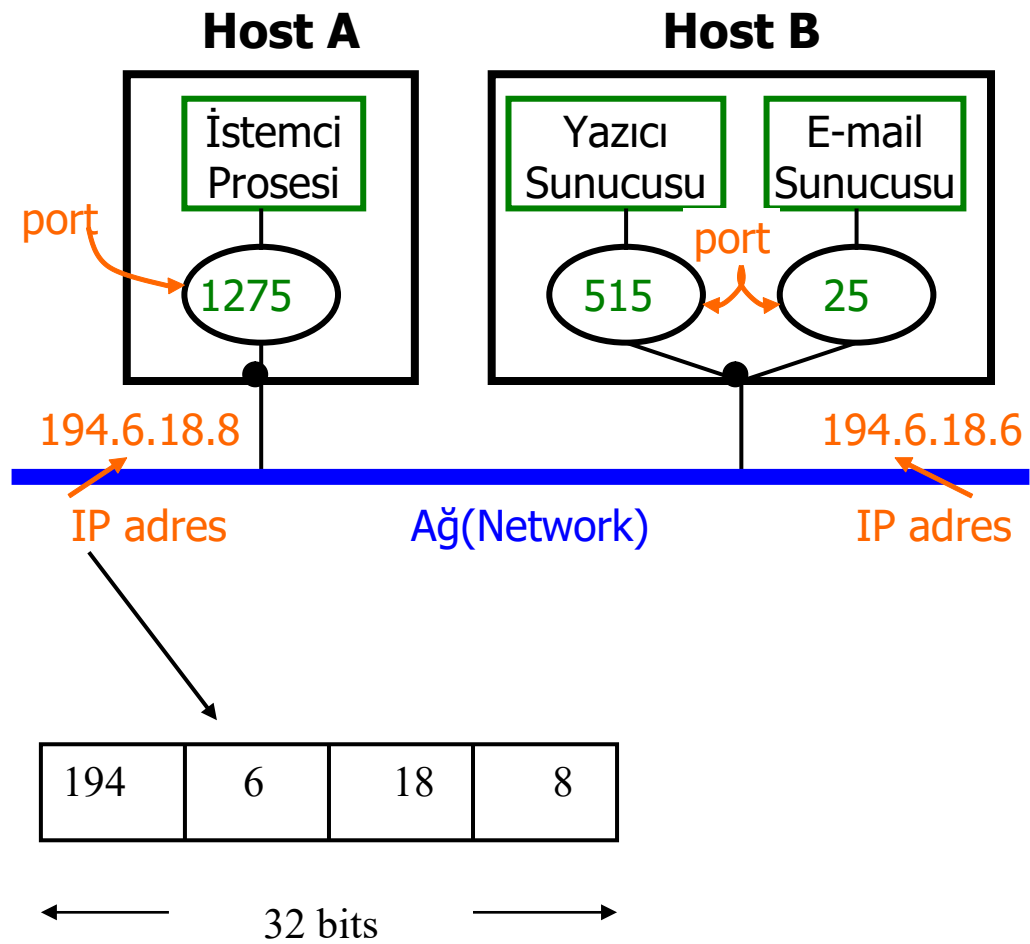 Host A
Host B
İstemci
Prosesi
Yazıcı
Sunucusu
E-mail
Sunucusu
port
port
1275
515
25
194.6.18.8
194.6.18.6
IP adres
Ağ(Network)
IP adres
194 6 18 8
32 bits